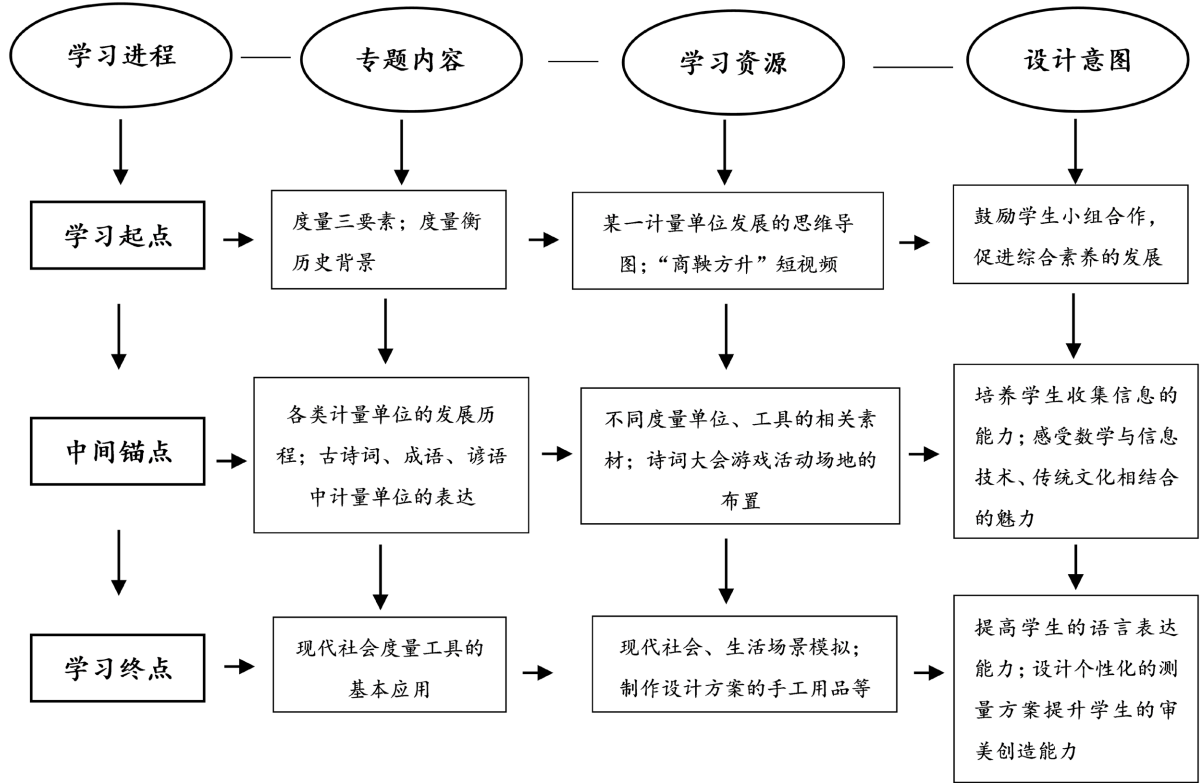 学习进程
专题内容
学习资源
设计意图
学习起点
度量三要素；度量衡
历史背景
某一计量单位发展的思维导
图；“商鞅方升”短视频
鼓励学生小组合作，
促进综合素养的发展
中间锚点
各类计量单位的发展历
程；古诗词、成语、谚语
中计量单位的表达
不同度量单位、工具的相关素
材；诗词大会游戏活动场地的
布置
培养学生收集信息的
能力；感受数学与信息
技术、传统文化相结合
的魅力
学习终点
现代社会度量工具的
基本应用
现代社会、生活场景模拟；
制作设计方案的手工用品等
提高学生的语言表达
能力；设计个性化的测
量方案提升学生的审
美创造能力